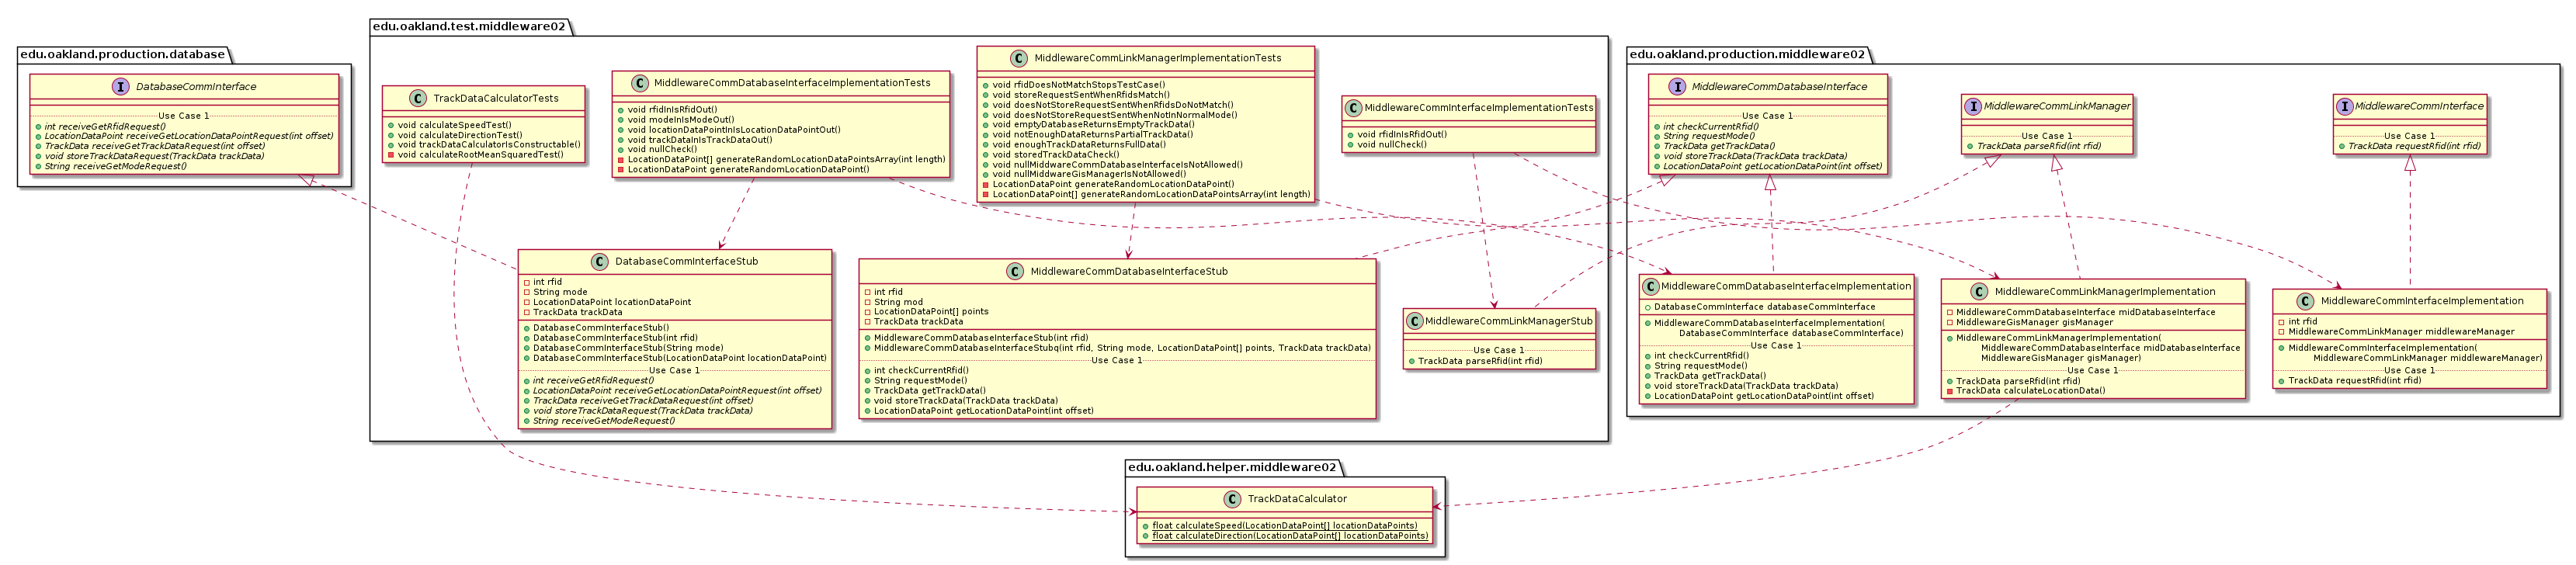 edu.oakland.production.database
I DatabaseCommInterface
Use Case 1
int receiveGetRfidRequest()
LocationDataPoint receiveGetLocationDataPointRequest(int offset)
TrackData receiveGetTrackDataRequest(int offset)
void storeTrackDataRequest(TrackData trackData)
String receiveGetModeRequest()
edu.oakland.test.middleware02
C TrackDataCalculatorTests
void calculateSpeedTest()
void calculateDirectionTest()
void trackDataCalculatorIsConstructable()
void calculateRootMeanSquaredTest()
C MiddlewareCommDatabaseInterfaceImplementationTests
void rfidInIsRfidOut()
void modeInIsModeOut()
void locationDataPointInIsLocationDataPointOut()
void trackDataInIsTrackDataOut()
void nullCheck()
LocationDataPoint[] generateRandomLocationDataPointsArray(int length)
LocationDataPoint generateRandomLocationDataPoint()
C MiddlewareCommLinkManagerImplementationTests
void rfidDoesNotMatchStopsTestCase()
void storeRequestSentWhenRfidsMatch()
void doesNotStoreRequestSentWhenRfidsDoNotMatch()
void doesNotStoreRequestSentWhenNotInNormalMode()
void emptyDatabaseReturnsEmptyTrackData()
void notEnoughDataReturnsPartialTrackData()
void enoughTrackDataReturnsFullData()
void storedTrackDataCheck()
void nullMiddwareCommDatabaseInterfaceIsNotAllowed()
void nullMiddwareGisManagerIsNotAllowed()
LocationDataPoint generateRandomLocationDataPoint()
LocationDataPoint[] generateRandomLocationDataPointsArray(int length)
C MiddlewareCommInterfaceImplementationTests
void rfidInIsRfidOut()
void nullCheck()
C DatabaseCommInterfaceStub
int rfid
String mode
LocationDataPoint locationDataPoint
TrackData trackData
DatabaseCommInterfaceStub()
DatabaseCommInterfaceStub(int rfid)
DatabaseCommInterfaceStub(String mode)
DatabaseCommInterfaceStub(LocationDataPoint locationDataPoint)
Use Case 1
int receiveGetRfidRequest()
LocationDataPoint receiveGetLocationDataPointRequest(int offset)
TrackData receiveGetTrackDataRequest(int offset)
void storeTrackDataRequest(TrackData trackData)
String receiveGetModeRequest()
C MiddlewareCommDatabaseInterfaceStub
int rfid
String mod
LocationDataPoint[] points
TrackData trackData
MiddlewareCommDatabaseInterfaceStub(int rfid)
MiddlewareCommDatabaseInterfaceStubq(int rfid, String mode, LocationDataPoint[] points, TrackData trackData)
Use Case 1
int checkCurrentRfid()
String requestMode()
TrackData getTrackData()
void storeTrackData(TrackData trackData)
LocationDataPoint getLocationDataPoint(int offset)
C MiddlewareCommLinkManagerStub
Use Case 1
TrackData parseRfid(int rfid)
edu.oakland.production.middleware02
I MiddlewareCommDatabaseInterface
Use Case 1
int checkCurrentRfid()
String requestMode()
TrackData getTrackData()
void storeTrackData(TrackData trackData)
LocationDataPoint getLocationDataPoint(int offset)
I MiddlewareCommLinkManager
Use Case 1
TrackData parseRfid(int rfid)
I MiddlewareCommInterface
Use Case 1
TrackData requestRfid(int rfid)
C MiddlewareCommDatabaseInterfaceImplementation
DatabaseCommInterface databaseCommInterface
MiddlewareCommDatabaseInterfaceImplementation(
DatabaseCommInterface databaseCommInterface)
Use Case 1
int checkCurrentRfid()
String requestMode()
TrackData getTrackData()
void storeTrackData(TrackData trackData)
LocationDataPoint getLocationDataPoint(int offset)
C MiddlewareCommLinkManagerImplementation
MiddlewareCommDatabaseInterface midDatabaseInterface
MiddlewareGisManager gisManager
MiddlewareCommLinkManagerImplementation(
MiddlewareCommDatabaseInterface midDatabaseInterface
MiddlewareGisManager gisManager)
Use Case 1
TrackData parseRfid(int rfid)
TrackData calculateLocationData()
C MiddlewareCommInterfaceImplementation
int rfid
MiddlewareCommLinkManager middlewareManager
MiddlewareCommInterfaceImplementation(
MiddlewareCommLinkManager middlewareManager)
Use Case 1
TrackData requestRfid(int rfid)
edu.oakland.helper.middleware02
C TrackDataCalculator
float calculateSpeed(LocationDataPoint[] locationDataPoints)
float calculateDirection(LocationDataPoint[] locationDataPoints)